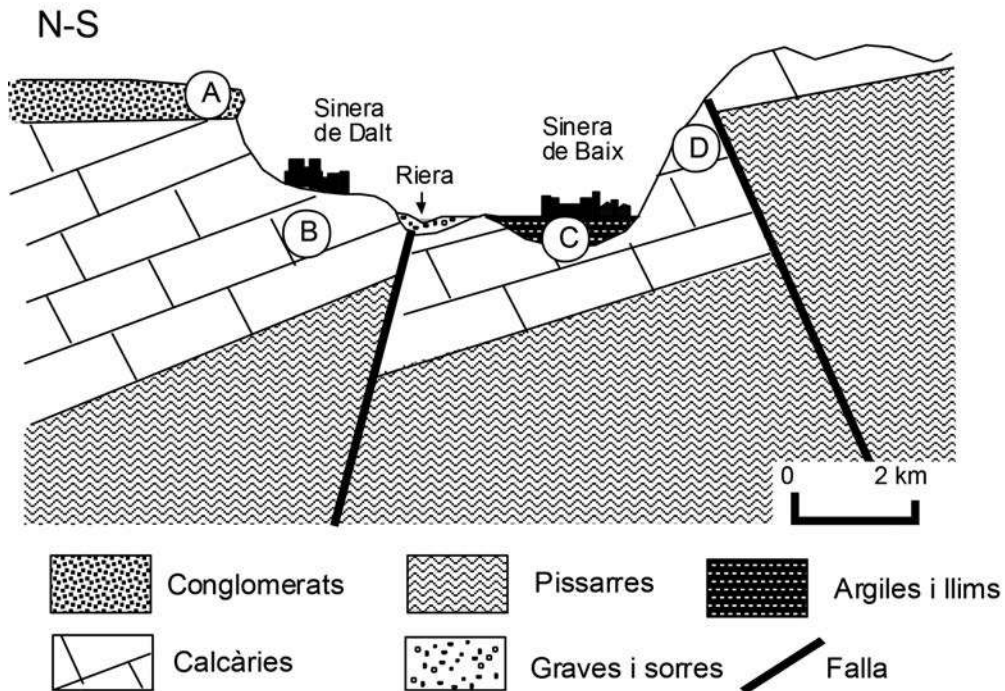 N-S
A
Sinera
de Dalt
Riera
Sinera
de Baix
B
C
D
0 2 km
Conglomerats
Pissarres
Argiles i llims
Calcàries
Graves i sorres
Falla